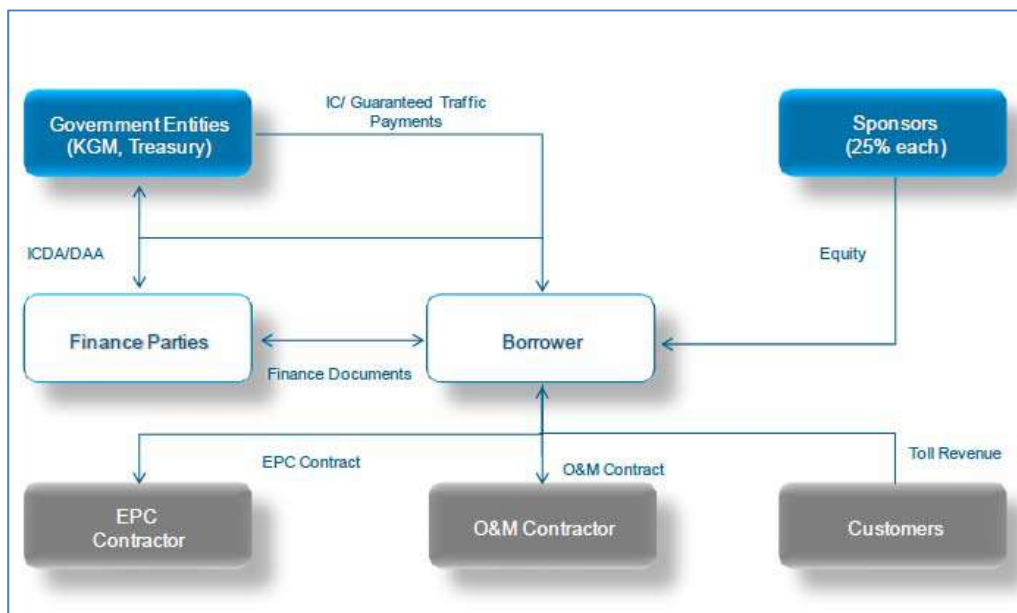 IC/ Guaranteed Traffic
Payments
Government Entities
(KGM, Treasury)
Sponsors
(25% each)
ICDA/DAA
Equity
Finance Parties
Borrower
Finance Documents
EPC Contract
O&M Contract
Toll Revenue
EPC
Contractor
O&M Contractor
Customers